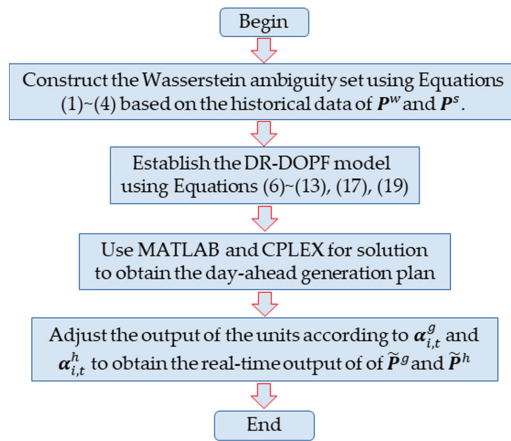 Begin
Construct the Wasserstein ambiguity set using Equations
(1)~(4) based on the historical data of P^w and P^s.
Establish the DR-DOPF model
using Equations (6)~(13), (17), (19)
Use MATLAB and CPLEX for solution
to obtain the day-ahead generation plan
Adjust the output of the units according to α^g_{i,t} and
α^h_{i,t} to obtain the real-time output of of P̃^g and P̃^h
End